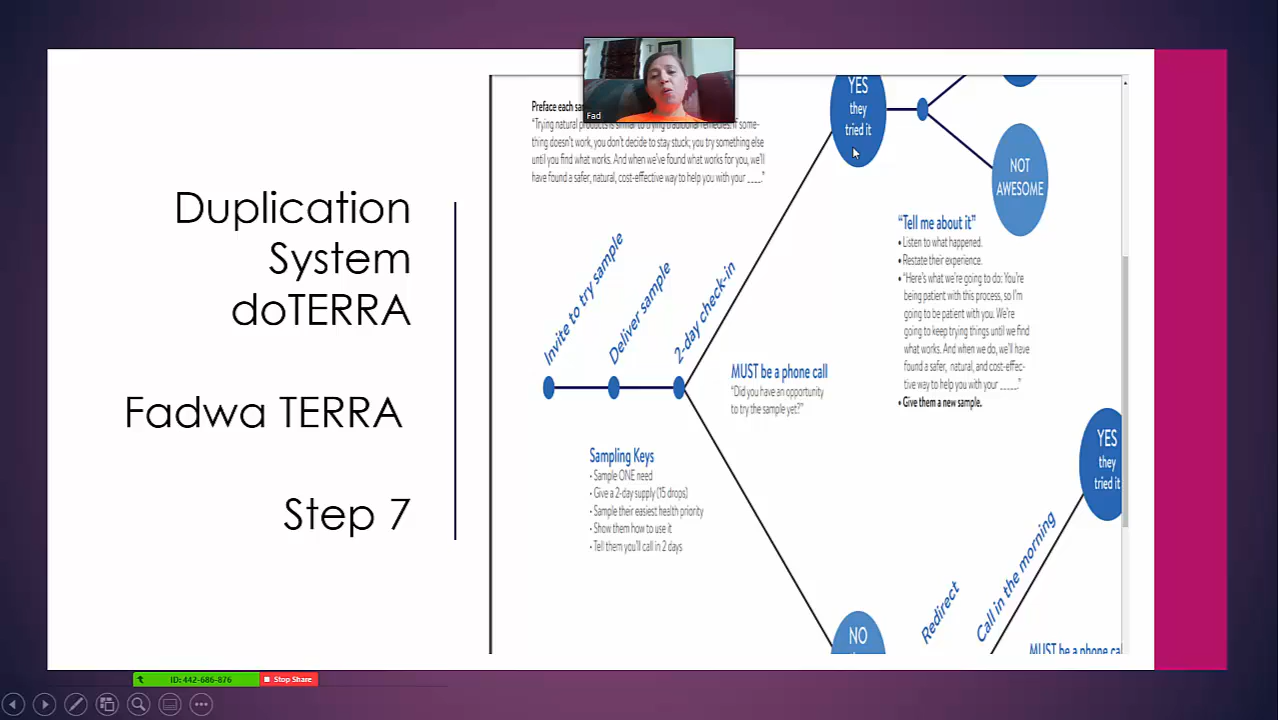 Duplication
System
doTERRA
Fadwa TERRA
Step 7
Fad
Preface each
"Trying natural products is similar to trying traditional remedies. If some-
thing doesn't work, you don't decide to stay stuck; you try something else
until you find what works. And when we've found what works for you, we'll
have found a safer, natural, cost-effective way to help you with your ____."
YES
they
tried it
NOT
AWESOME
"Tell me about it"
• Listen to what happened.
• Restate their experience.
• "Here's what we're going to do: You're
being patient with this process, so I'm
going to be patient with you. We're
going to keep trying things until we find
what works. And when we do, we'll have
found a safer, natural, and cost-effec-
tive way to help you with your _____."
• Give them a new sample.
Invite to try sample
Deliver sample
2-day check-in
MUST be a phone call
"Did you have an opportunity
to try the sample yet?"
Sampling Keys
• Sample ONE need
• Give a 2-day supply (15 drops)
• Sample their easiest health priority
• Show them how to use it
• Tell them you'll call in 2 days
YES
they
tried it
Redirect
Call in the morning
NO
MUST be a phone cal
ID: 442-686-876
Stop Share